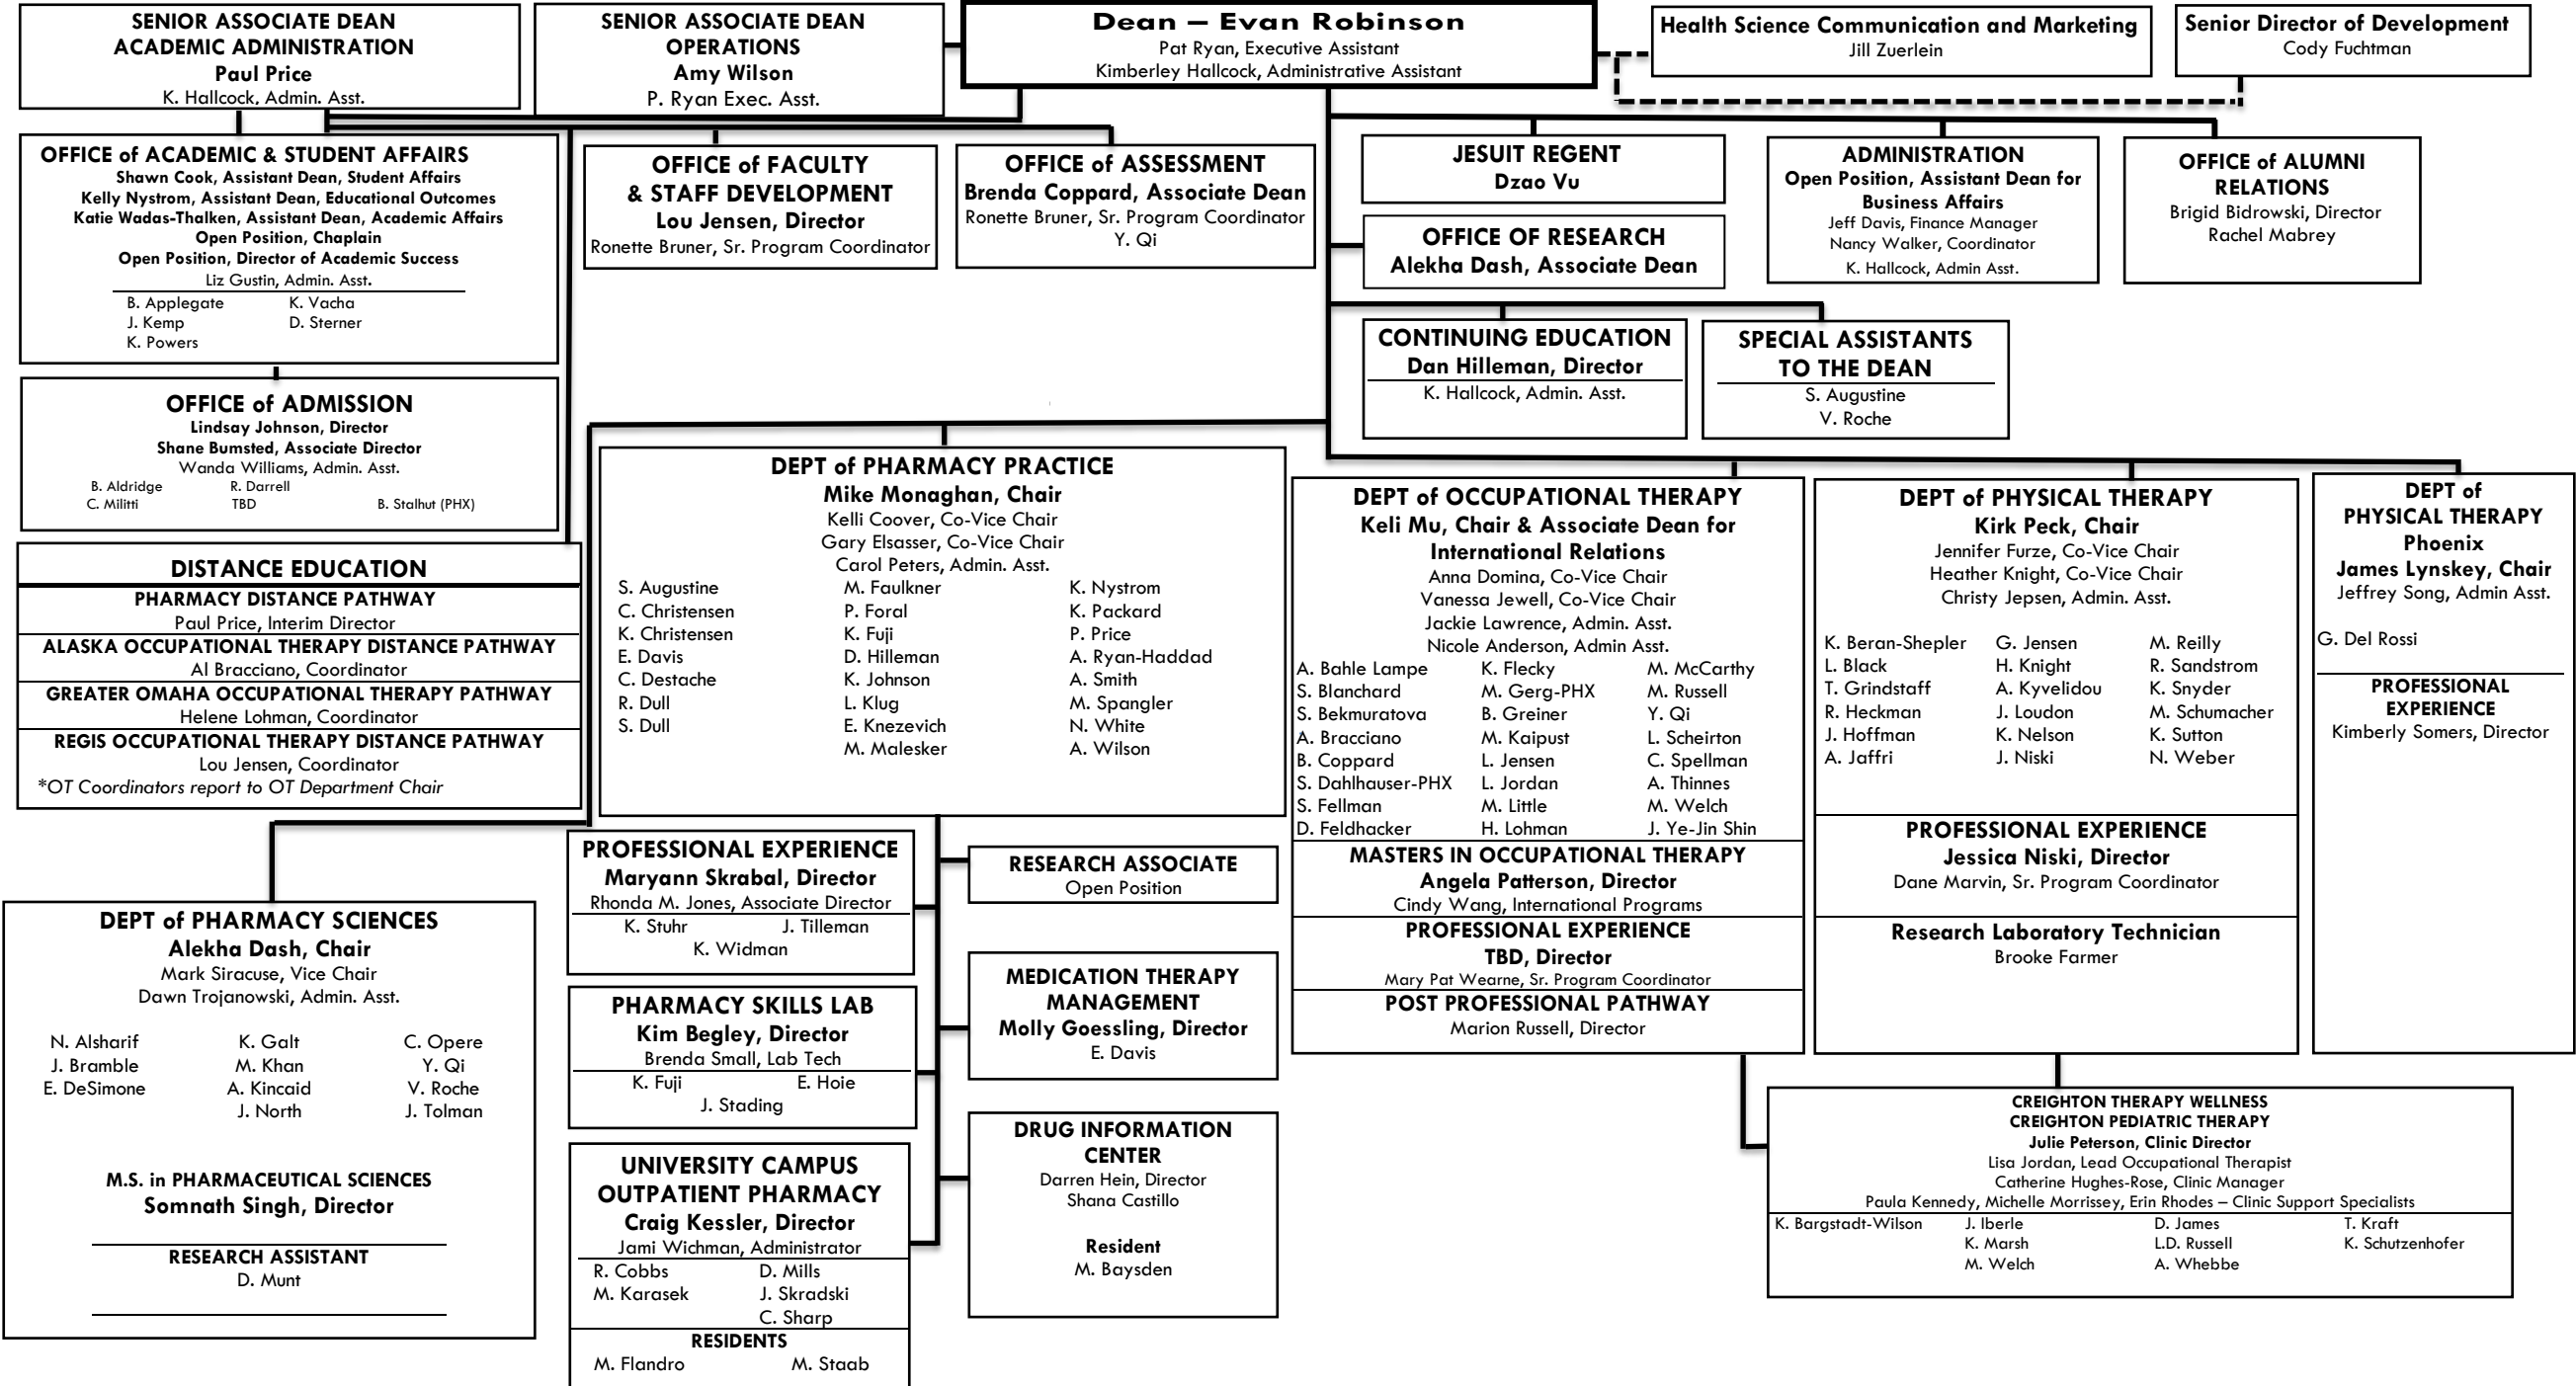 SENIOR ASSOCIATE DEAN
ACADEMIC ADMINISTRATION
Paul Price
K. Hallcock, Admin. Asst.
SENIOR ASSOCIATE DEAN
OPERATIONS
Amy Wilson
P. Ryan Exec. Asst.
Dean – Evan Robinson
Pat Ryan, Executive Assistant
Kimberley Hallcock, Administrative Assistant
Health Science Communication and Marketing
Jill Zuerlein
Senior Director of Development
Cody Fuchtman
OFFICE of ACADEMIC & STUDENT AFFAIRS
Shawn Cook, Assistant Dean, Student Affairs
Kelly Nystrom, Assistant Dean, Educational Outcomes
Katie Wadas-Thalken, Assistant Dean, Academic Affairs
Open Position, Chaplain
Open Position, Director of Academic Success
Liz Gustin, Admin. Asst.
B. Applegate K. Vacha
J. Kemp D. Sterner
K. Powers
OFFICE of FACULTY
& STAFF DEVELOPMENT
Lou Jensen, Director
Ronette Bruner, Sr. Program Coordinator
OFFICE of ASSESSMENT
Brenda Coppard, Associate Dean
Ronette Bruner, Sr. Program Coordinator
Y. Qi
JESUIT REGENT
Dzao Vu
OFFICE OF RESEARCH
Alekha Dash, Associate Dean
ADMINISTRATION
Open Position, Assistant Dean for
Business Affairs
Jeff Davis, Finance Manager
Nancy Walker, Coordinator
K. Hallcock, Admin Asst.
OFFICE of ALUMNI
RELATIONS
Brigid Bidrowski, Director
Rachel Mabrey
CONTINUING EDUCATION
Dan Hilleman, Director
K. Hallcock, Admin. Asst.
SPECIAL ASSISTANTS
TO THE DEAN
S. Augustine
V. Roche
OFFICE of ADMISSION
Lindsay Johnson, Director
Shane Bumsted, Associate Director
Wanda Williams, Admin. Asst.
B. Aldridge R. Darrell
C. Militti TBD B. Stalhut (PHX)
DISTANCE EDUCATION
PHARMACY DISTANCE PATHWAY
Paul Price, Interim Director
ALASKA OCCUPATIONAL THERAPY DISTANCE PATHWAY
Al Bracciano, Coordinator
GREATER OMAHA OCCUPATIONAL THERAPY PATHWAY
Helene Lohman, Coordinator
REGIS OCCUPATIONAL THERAPY DISTANCE PATHWAY
Lou Jensen, Coordinator
*OT Coordinators report to OT Department Chair
DEPT of PHARMACY PRACTICE
Mike Monaghan, Chair
Kelli Coover, Co-Vice Chair
Gary Elsasser, Co-Vice Chair
Carol Peters, Admin. Asst.
S. Augustine M. Faulkner K. Nystrom
C. Christensen P. Foral K. Packard
K. Christensen K. Fuji P. Price
E. Davis D. Hilleman A. Ryan-Haddad
C. Destache K. Johnson A. Smith
R. Dull L. Klug M. Spangler
S. Dull E. Knezevich N. White
M. Malesker A. Wilson
DEPT of OCCUPATIONAL THERAPY
Keli Mu, Chair & Associate Dean for
International Relations
Anna Domina, Co-Vice Chair
Vanessa Jewell, Co-Vice Chair
Jackie Lawrence, Admin. Asst.
Nicole Anderson, Admin Asst.
A. Bahle Lampe K. Flecky M. McCarthy
S. Blanchard M. Gerg-PHX M. Russell
S. Bekmuratova B. Greiner Y. Qi
A. Bracciano M. Kaipust L. Scheirton
B. Coppard L. Jensen C. Spellman
S. Dahlhauser-PHX L. Jordan A. Thinnes
S. Fellman M. Little M. Welch
D. Feldhacker H. Lohman J. Ye-Jin Shin
MASTERS IN OCCUPATIONAL THERAPY
Angela Patterson, Director
Cindy Wang, International Programs
PROFESSIONAL EXPERIENCE
TBD, Director
Mary Pat Wearne, Sr. Program Coordinator
POST PROFESSIONAL PATHWAY
Marion Russell, Director
DEPT of PHYSICAL THERAPY
Kirk Peck, Chair
Jennifer Furze, Co-Vice Chair
Heather Knight, Co-Vice Chair
Christy Jepsen, Admin. Asst.
K. Beran-Shepler G. Jensen M. Reilly
L. Black H. Knight R. Sandstrom
T. Grindstaff A. Kyvelidou K. Snyder
R. Heckman J. Loudon M. Schumacher
J. Hoffman K. Nelson K. Sutton
A. Jaffri J. Niski N. Weber
PROFESSIONAL EXPERIENCE
Jessica Niski, Director
Dane Marvin, Sr. Program Coordinator
Research Laboratory Technician
Brooke Farmer
DEPT of
PHYSICAL THERAPY
Phoenix
James Lynskey, Chair
Jeffrey Song, Admin Asst.
G. Del Rossi
PROFESSIONAL
EXPERIENCE
Kimberly Somers, Director
DEPT of PHARMACY SCIENCES
Alekha Dash, Chair
Mark Siracuse, Vice Chair
Dawn Trojanowski, Admin. Asst.
N. Alsharif K. Galt C. Opere
J. Bramble M. Khan Y. Qi
E. DeSimone A. Kincaid V. Roche
J. North J. Tolman
M.S. in PHARMACEUTICAL SCIENCES
Somnath Singh, Director
RESEARCH ASSISTANT
D. Munt
PROFESSIONAL EXPERIENCE
Maryann Skrabal, Director
Rhonda M. Jones, Associate Director
K. Stuhr J. Tilleman
K. Widman
PHARMACY SKILLS LAB
Kim Begley, Director
Brenda Small, Lab Tech
K. Fuji E. Hoie
J. Stading
UNIVERSITY CAMPUS
OUTPATIENT PHARMACY
Craig Kessler, Director
Jami Wichman, Administrator
R. Cobbs D. Mills
M. Karasek J. Skradski
C. Sharp
RESIDENTS
M. Flandro M. Staab
RESEARCH ASSOCIATE
Open Position
MEDICATION THERAPY
MANAGEMENT
Molly Goessling, Director
E. Davis
DRUG INFORMATION
CENTER
Darren Hein, Director
Shana Castillo
Resident
M. Baysden
CREIGHTON THERAPY WELLNESS
CREIGHTON PEDIATRIC THERAPY
Julie Peterson, Clinic Director
Lisa Jordan, Lead Occupational Therapist
Catherine Hughes-Rose, Clinic Manager
Paula Kennedy, Michelle Morrissey, Erin Rhodes – Clinic Support Specialists
K. Bargstadt-Wilson J. Iberle D. James T. Kraft
K. Marsh L.D. Russell K. Schutzenhofer
M. Welch A. Whebbe